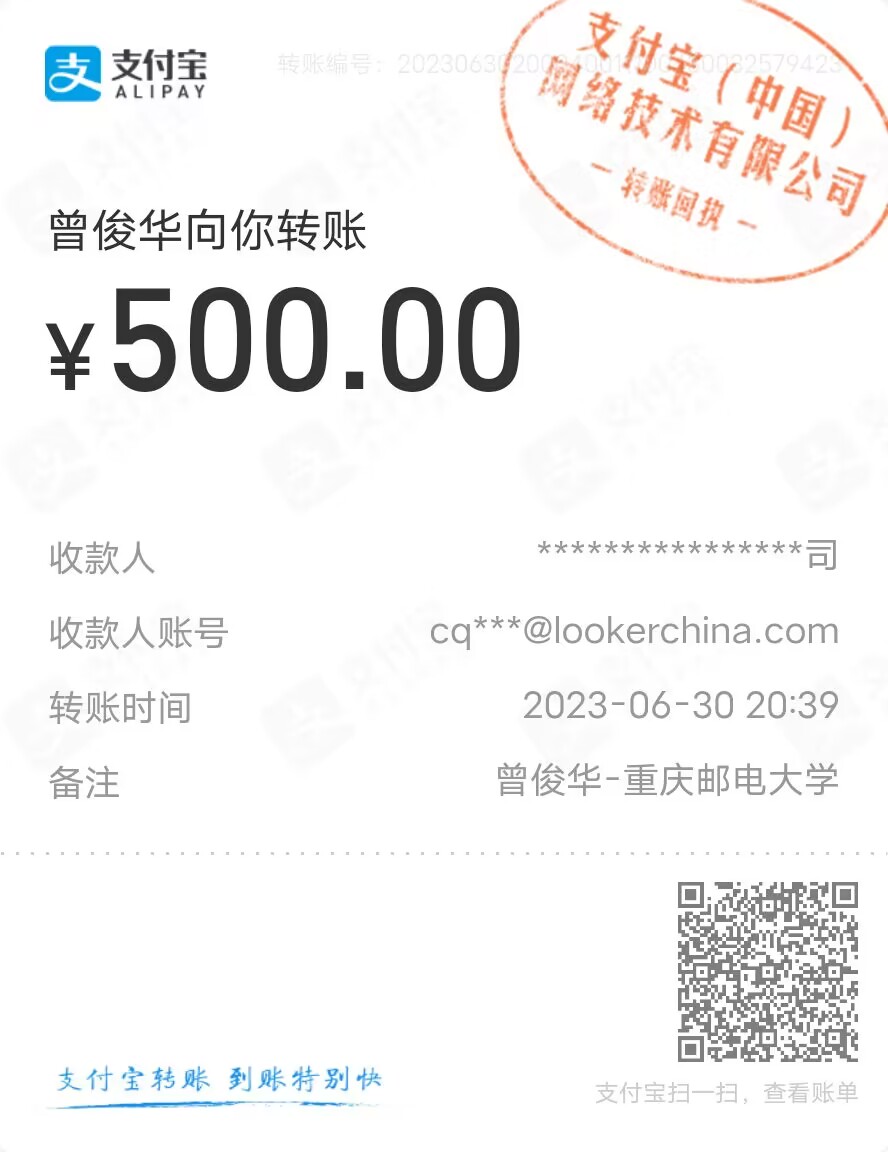 支付宝
ALIPAY
转账编号：
支付宝（中国）
网络技术有限公司
— 转账回执 —
曾俊华向你转账
¥500.00
收款人 ****************司
收款人账号 cq***@lookerchina.com
转账时间 2023-06-30 20:39
备注 曾俊华-重庆邮电大学
支付宝转账 到账特别快
支付宝扫一扫，查看账单